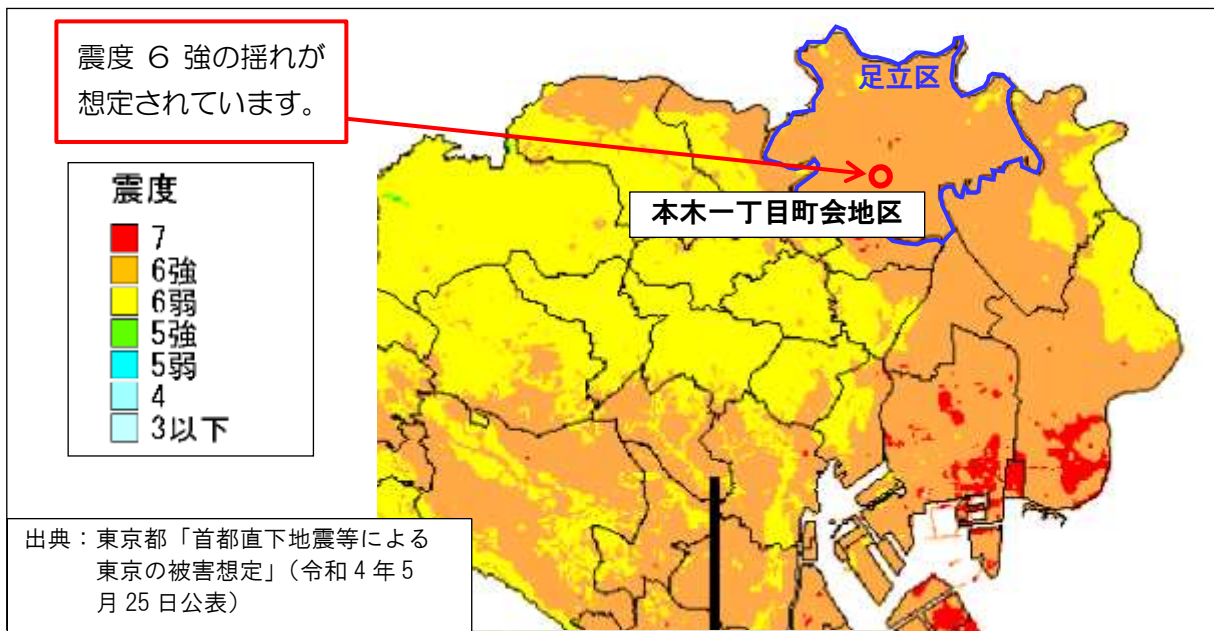 震度 6 強の揺れが
想定されています。
足立区
本木一丁目町会地区
震度
7
6強
6弱
5強
5弱
4
3以下
出典：東京都「首都直下地震等による
東京の被害想定」（令和4年5
月25日公表）